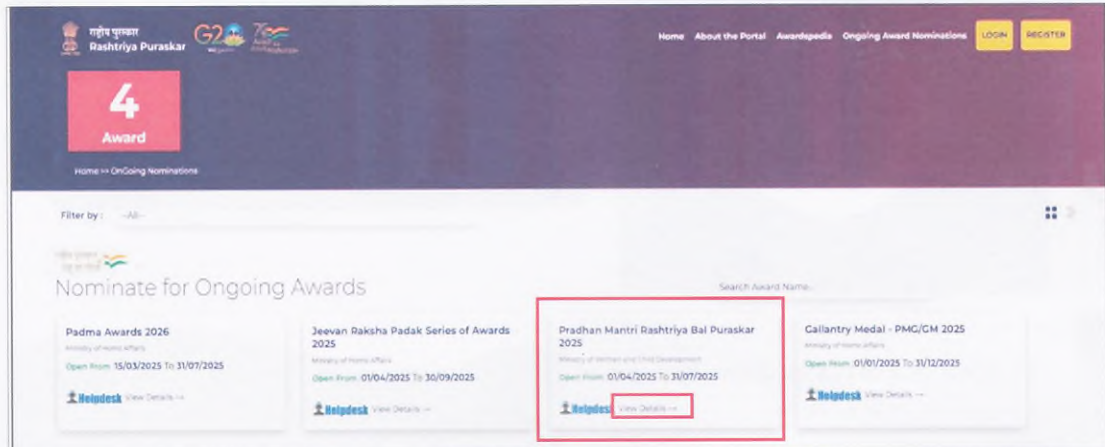 राष्ट्रीय पुरस्कार
Rashtriya Puraskar
G20
Home About the Portal Awardspedia Ongoing Award Nominations LOGIN REGISTER
4
Award
Home >> OnGoing Nominations
Filter by : --All--
Nominate for Ongoing Awards
Search Award Name...
Padma Awards 2026
Ministry of Home Affairs
Open From 15/03/2025 To 31/07/2025
Helpdesk View Details →
Jeevan Raksha Padak Series of Awards
2025
Ministry of Home Affairs
Open From 01/04/2025 To 30/09/2025
Helpdesk View Details →
Pradhan Mantri Rashtriya Bal Puraskar
2025
Ministry of Women and Child Development
Open From 01/04/2025 To 31/07/2025
Helpdesk View Details →
Gallantry Medal - PMG/GM 2025
Ministry of Home Affairs
Open From 01/01/2025 To 31/12/2025
Helpdesk View Details →